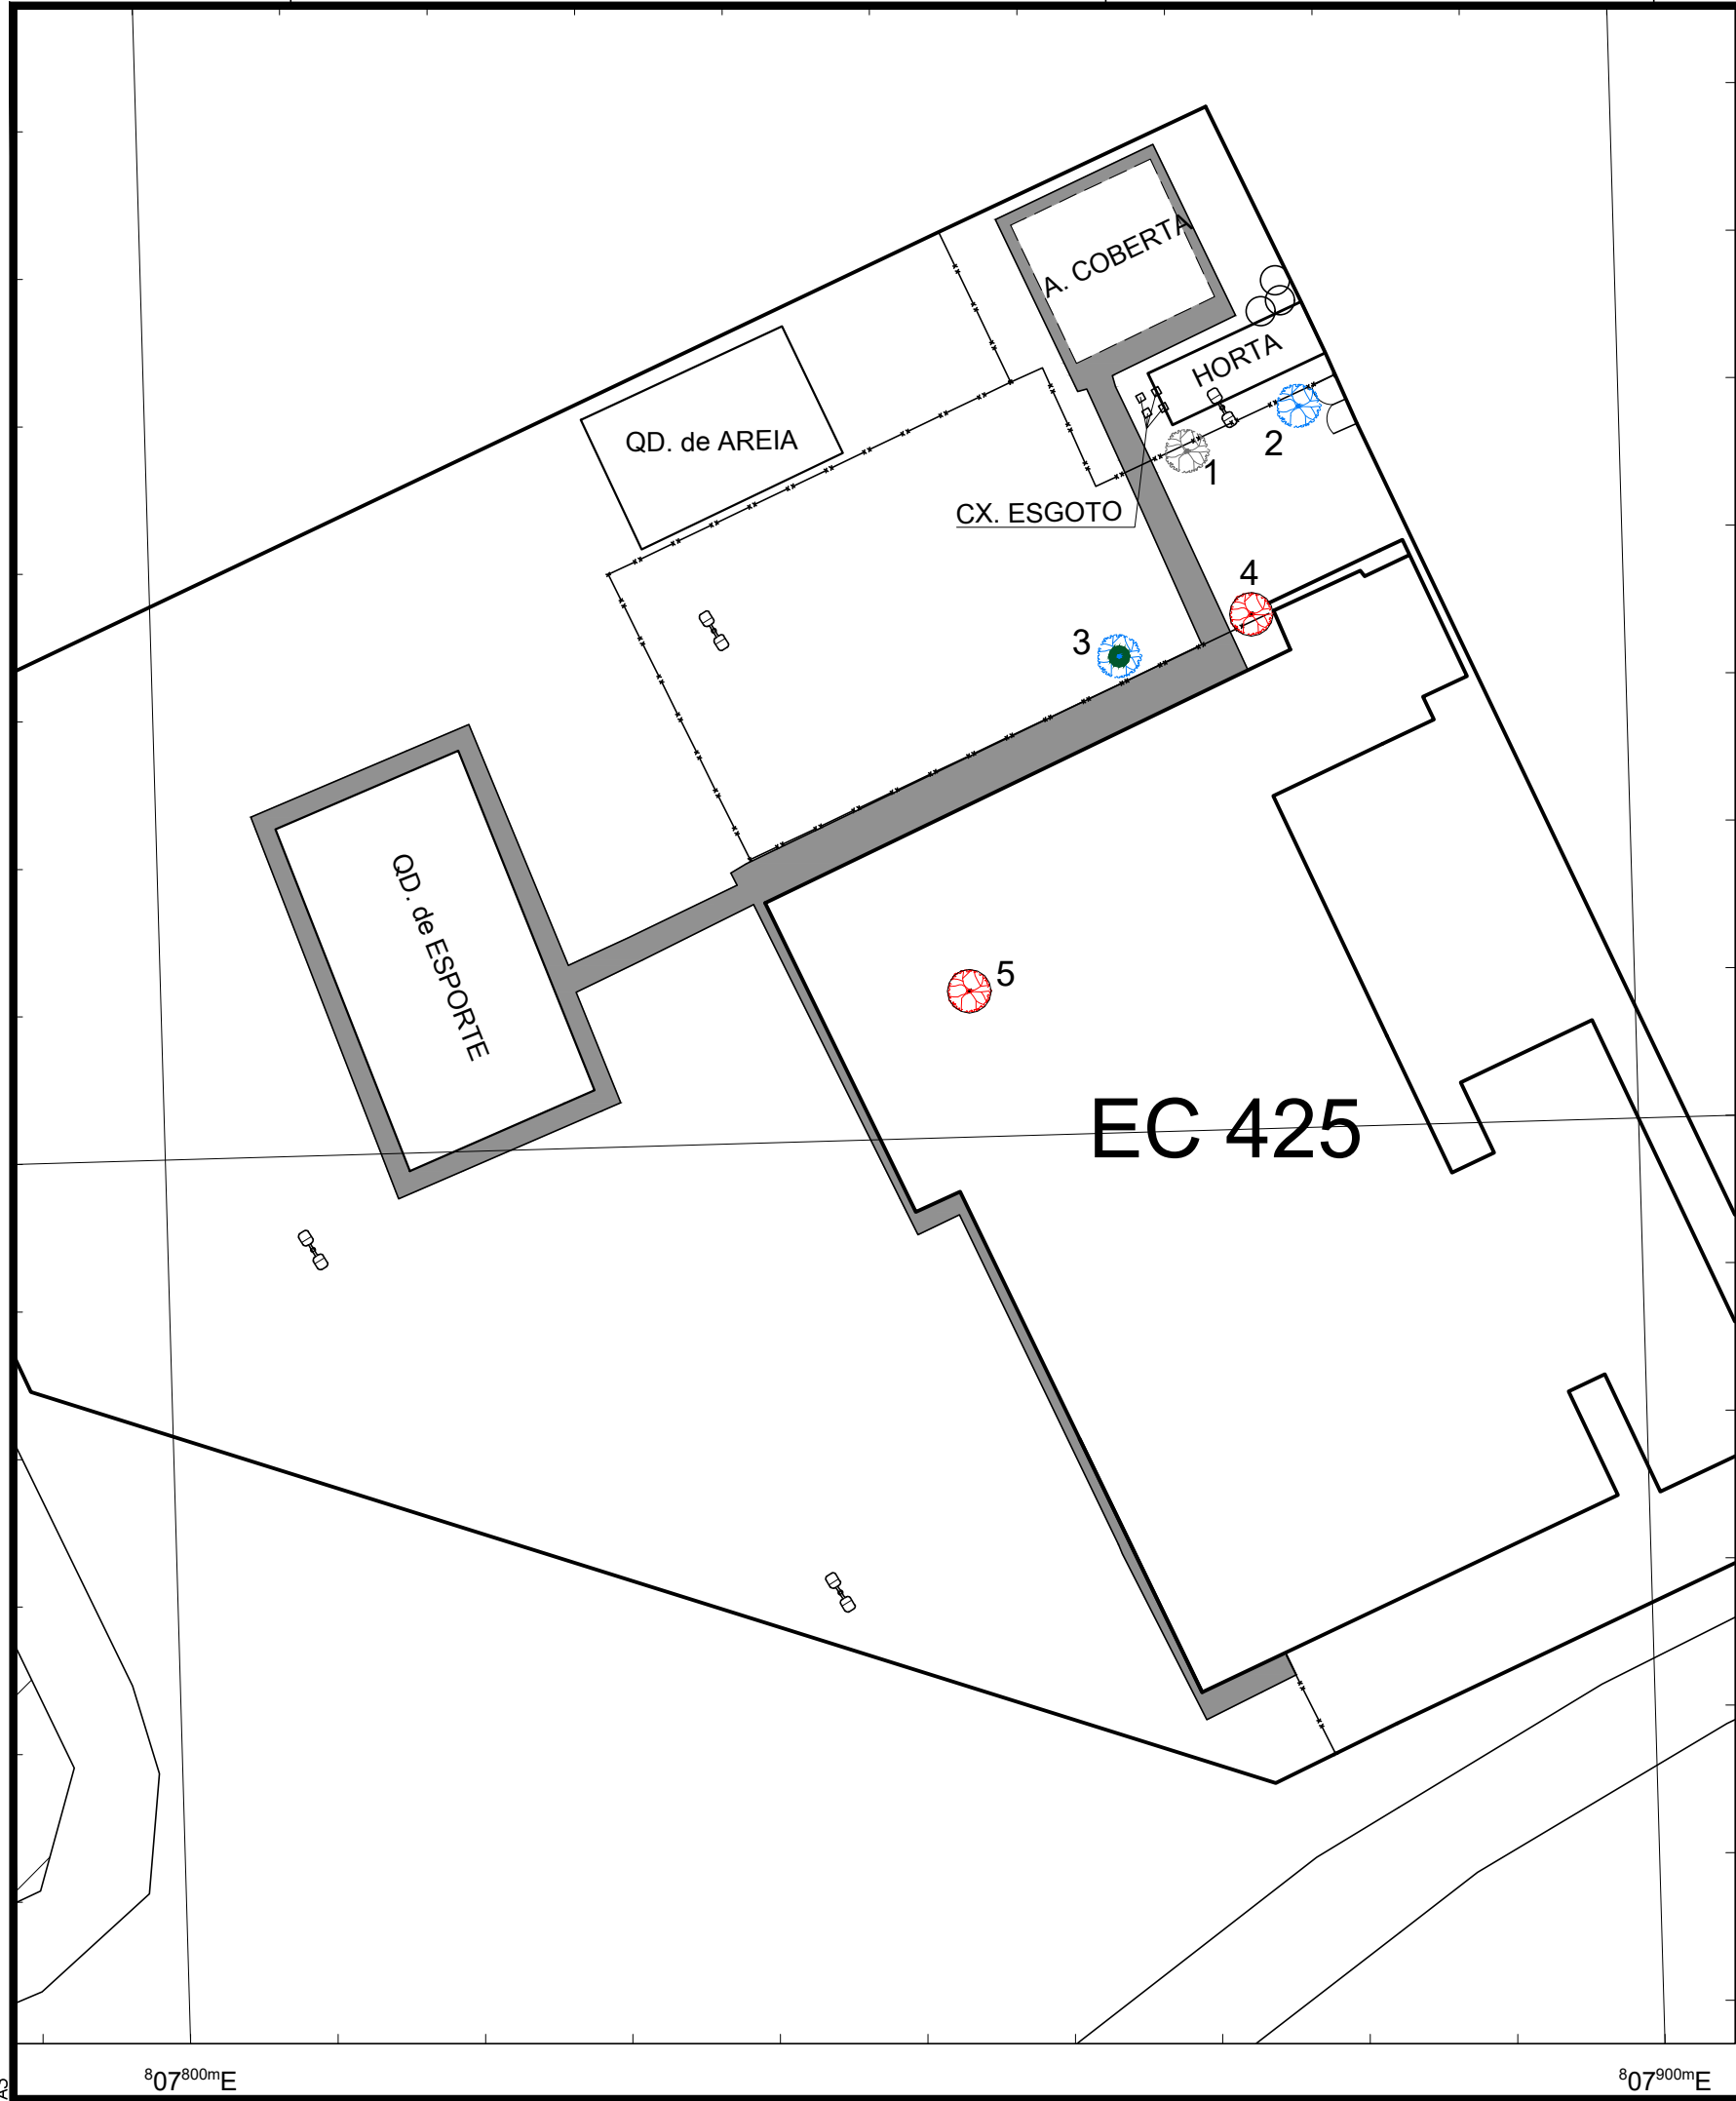 A. COBERTA
HORTA
QD. de AREIA
2
1
CX. ESGOTO
4
3
QD. de ESPORTE
5
EC 425
807800mE
807900mE